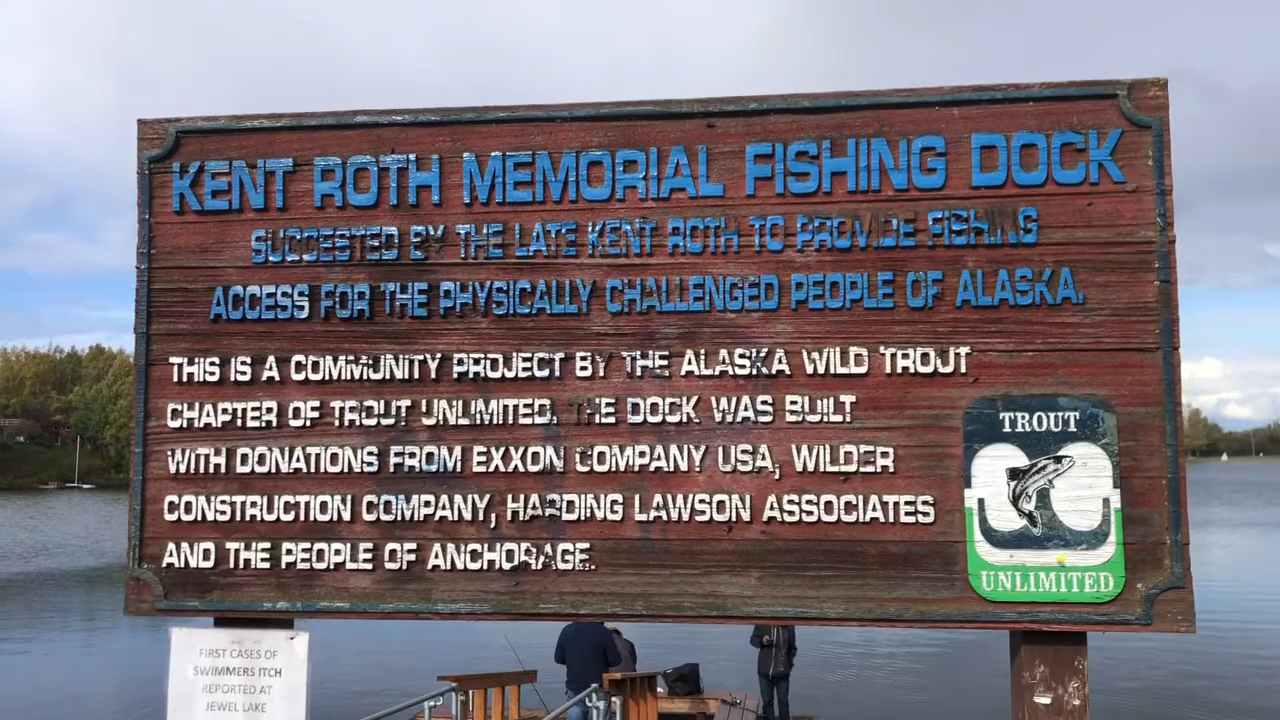 KENT ROTH MEMORIAL FISHING DOCK
SUGGESTED BY THE LATE KENT ROTH TO PROVIDE FISHING
ACCESS FOR THE PHYSICALLY CHALLENGED PEOPLE OF ALASKA.
THIS IS A COMMUNITY PROJECT BY THE ALASKA WILD TROUT
CHAPTER OF TROUT UNLIMITED. THE DOCK WAS BUILT
WITH DONATIONS FROM EXXON COMPANY USA, WILDER
CONSTRUCTION COMPANY, HARDING LAWSON ASSOCIATES
AND THE PEOPLE OF ANCHORAGE.
TROUT
UNLIMITED
FIRST CASES OF
SWIMMERS ITCH
REPORTED AT
JEWEL LAKE